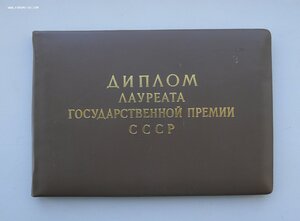 ДИПЛОМ
ЛАУРЕАТА
ГОСУДАРСТВЕННОЙ ПРЕМИИ
СССР